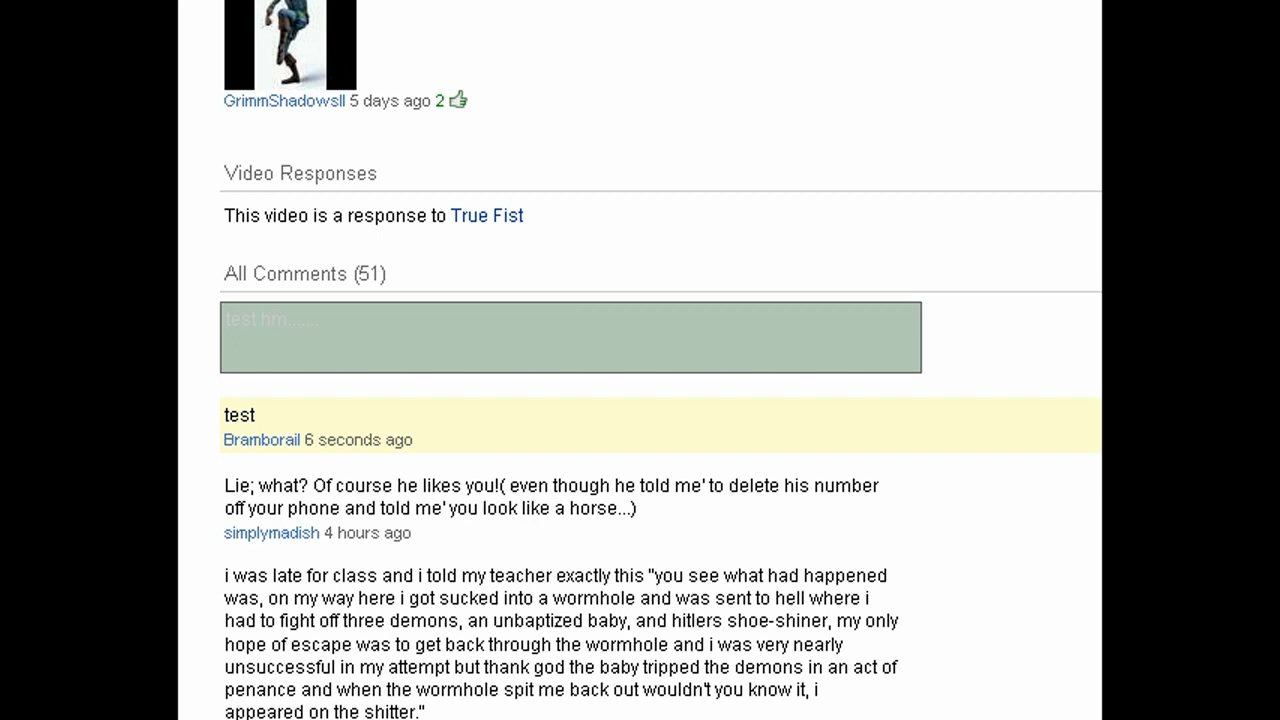 GrimmShadowsII 5 days ago 2
Video Responses
This video is a response to True Fist
All Comments (51)
test hm.......
test
Bramborail 6 seconds ago
Lie; what? Of course he likes you!( even though he told me' to delete his number
off your phone and told me' you look like a horse...)
simplymadish 4 hours ago
i was late for class and i told my teacher exactly this "you see what had happened
was, on my way here i got sucked into a wormhole and was sent to hell where i
had to fight off three demons, an unbaptized baby, and hitlers shoe-shiner, my only
hope of escape was to get back through the wormhole and i was very nearly
unsuccessful in my attempt but thank god the baby tripped the demons in an act of
penance and when the wormhole spit me back out wouldn't you know it, i
appeared on the shitter."